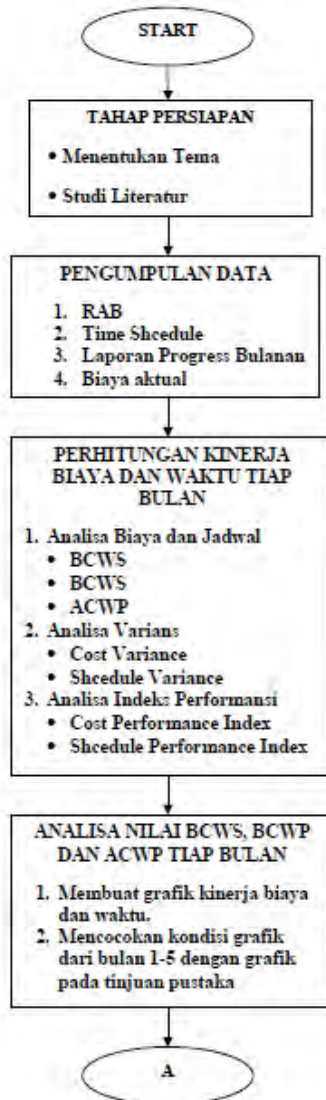 START
TAHAP PERSIAPAN
• Menentukan Tema
• Studi Literatur
PENGUMPULAN DATA
1. RAB
2. Time Shcedule
3. Laporan Progress Bulanan
4. Biaya aktual
PERHITUNGAN KINERJA
BIAYA DAN WAKTU TIAP
BULAN
1. Analisa Biaya dan Jadwal
• BCWS
• BCWS
• ACWP
2. Analisa Varians
• Cost Variance
• Shcedule Variance
3. Analisa Indeks Performansi
• Cost Performance Index
• Shcedule Performance Index
ANALISA NILAI BCWS, BCWP
DAN ACWP TIAP BULAN
1. Membuat grafik kinerja biaya
dan waktu.
2. Mencocokan kondisi grafik
dari bulan 1-5 dengan grafik
pada tinjuan pustaka
A